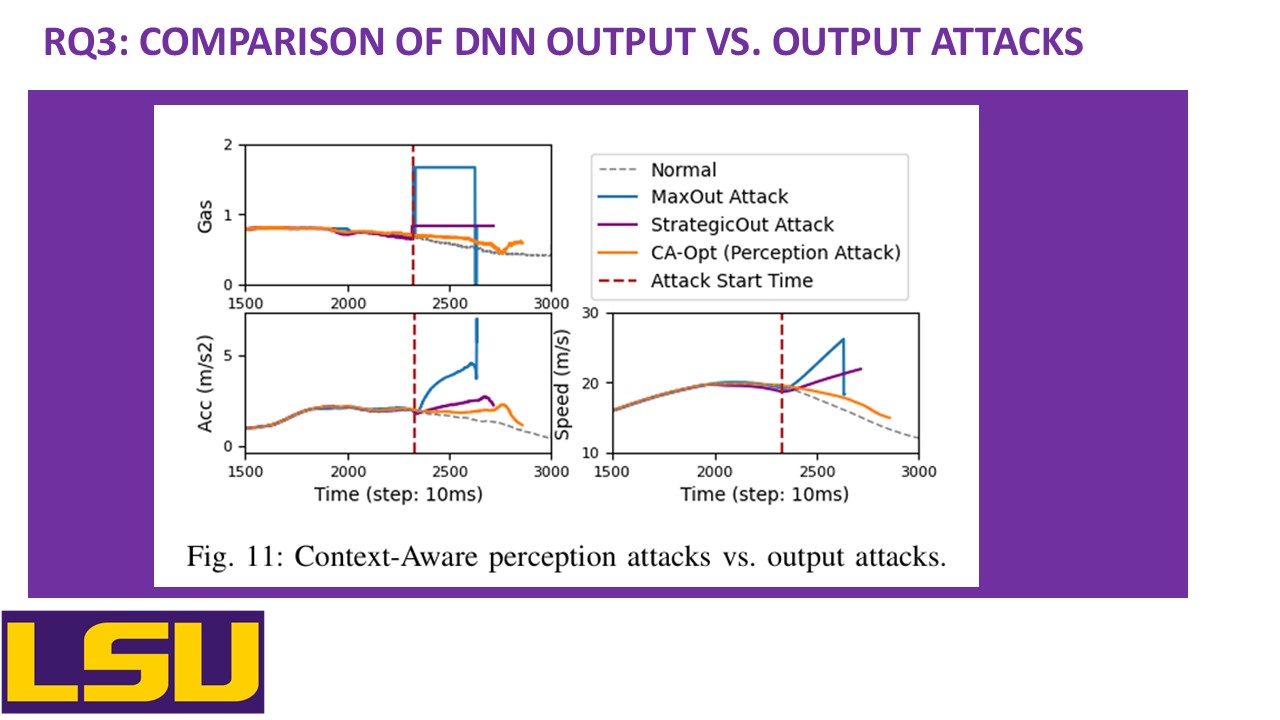 RQ3: COMPARISON OF DNN OUTPUT VS. OUTPUT ATTACKS
2
1
0
Gas
1500 2000 2500 3000
Normal
MaxOut Attack
StrategicOut Attack
CA-Opt (Perception Attack)
Attack Start Time
5
0
Acc (m/s2)
1500 2000 2500 3000
Time (step: 10ms)
30
20
10
Speed (m/s)
1500 2000 2500 3000
Time (step: 10ms)
Fig. 11: Context-Aware perception attacks vs. output attacks.
LSU